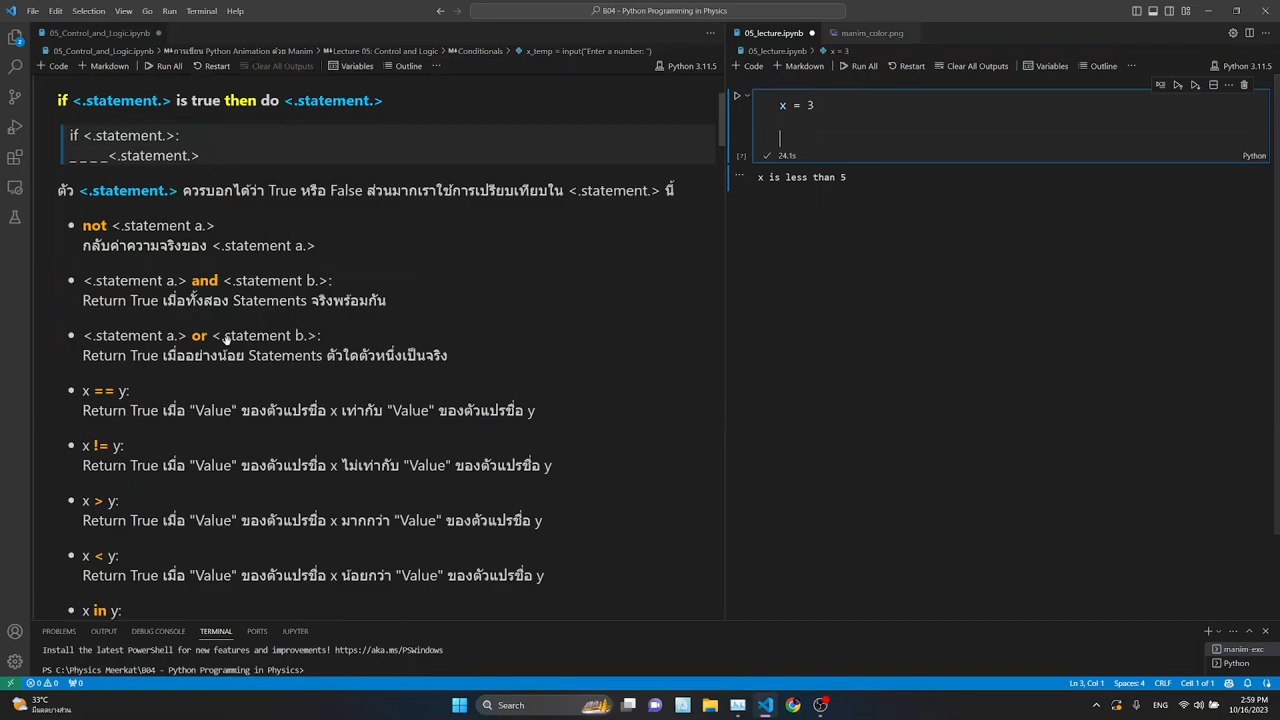 File Edit Selection View Go Run Terminal Help
B04 - Python Programming in Physics
05_Control_and_Logic.ipynb
05_lecture.ipynb
manim_color.png
05_Control_and_Logic.ipynb > การเขียน Python Animation ด้วย Manim > Lecture 05: Control and Logic > Conditionals > x_temp = input("Enter a number: ")
05_lecture.ipynb > x = 3
+ Code + Markdown Run All Restart Clear All Outputs Variables Outline ... Python 3.11.5
+ Code + Markdown Run All Restart Clear All Outputs Variables Outline ... Python 3.11.5
if <.statement.> is true then do <.statement.>
if <.statement.>:
_ _ _ _<.statement.>
ตัว <.statement.> ควรบอกได้ว่า True หรือ False ส่วนมากเราใช้การเปรียบเทียบใน <.statement.> นี้
not <.statement a.>
กลับค่าความจริงของ <.statement a.>
<.statement a.> and <.statement b.>:
Return True เมื่อทั้งสอง Statements จริงพร้อมกัน
<.statement a.> or <.statement b.>:
Return True เมื่ออย่างน้อย Statements ตัวใดตัวหนึ่งเป็นจริง
x == y:
Return True เมื่อ "Value" ของตัวแปรชื่อ x เท่ากับ "Value" ของตัวแปรชื่อ y
x != y:
Return True เมื่อ "Value" ของตัวแปรชื่อ x ไม่เท่ากับ "Value" ของตัวแปรชื่อ y
x > y:
Return True เมื่อ "Value" ของตัวแปรชื่อ x มากกว่า "Value" ของตัวแปรชื่อ y
x < y:
Return True เมื่อ "Value" ของตัวแปรชื่อ x น้อยกว่า "Value" ของตัวแปรชื่อ y
x in y:
x = 3
[7] 24.1s Python
x is less than 5
PROBLEMS OUTPUT DEBUG CONSOLE TERMINAL PORTS JUPYTER
Install the latest PowerShell for new features and improvements! https://aka.ms/PSWindows
PS C:\Physics Meerkat\B04 - Python Programming in Physics>
manim-exc
Python
0 0 0 Ln 3, Col 1 Spaces: 4 CRLF Cell 1 of 1
33°C
มีแดดบางส่วน
Search
ENG
2:59 PM
10/16/2023